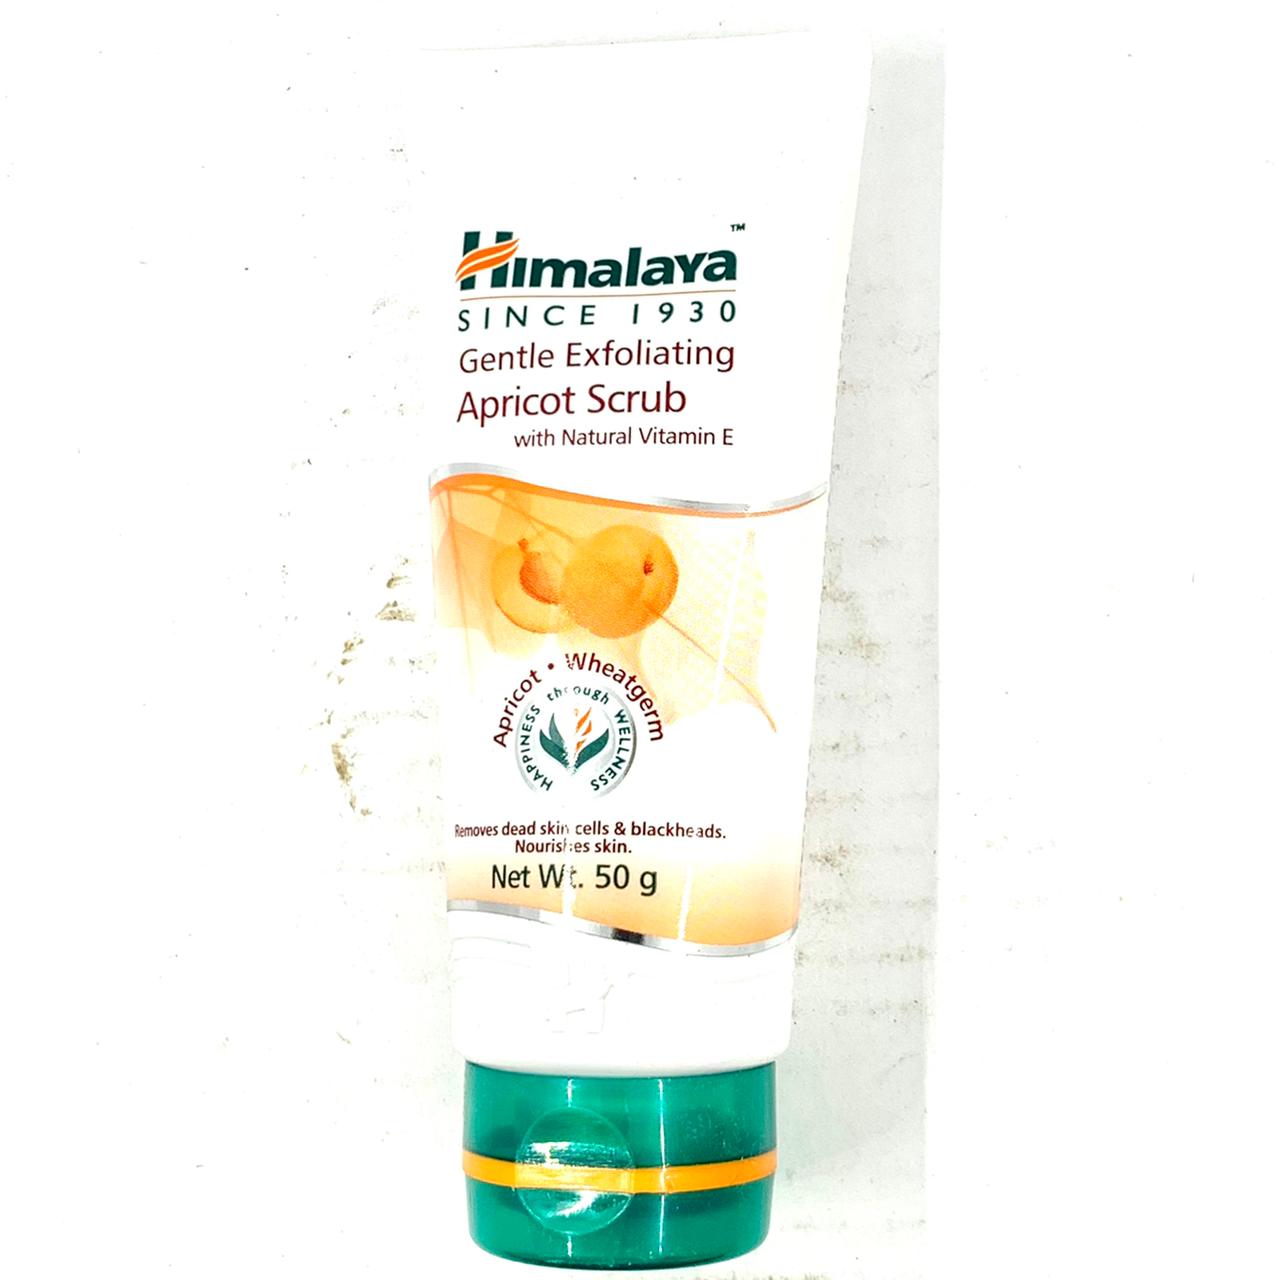 Himalaya™
SINCE 1930
Gentle Exfoliating
Apricot Scrub
with Natural Vitamin E
Apricot • Wheatgerm
HAPPINESS through WELLNESS
Removes dead skin cells & blackheads.
Nourishes skin.
Net Wt. 50 g